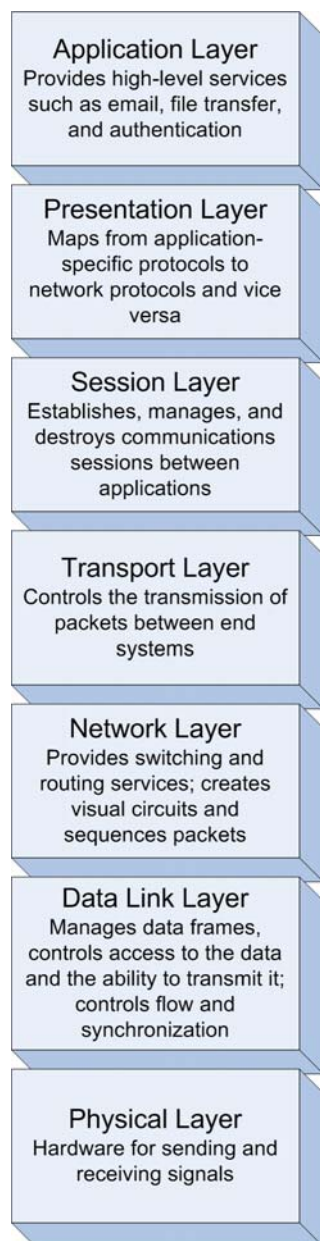 Application Layer
Provides high-level services
such as email, file transfer,
and authentication
Presentation Layer
Maps from application-
specific protocols to
network protocols and vice
versa
Session Layer
Establishes, manages, and
destroys communications
sessions between
applications
Transport Layer
Controls the transmission of
packets between end
systems
Network Layer
Provides switching and
routing services; creates
visual circuits and
sequences packets
Data Link Layer
Manages data frames,
controls access to the data
and the ability to transmit it;
controls flow and
synchronization
Physical Layer
Hardware for sending and
receiving signals